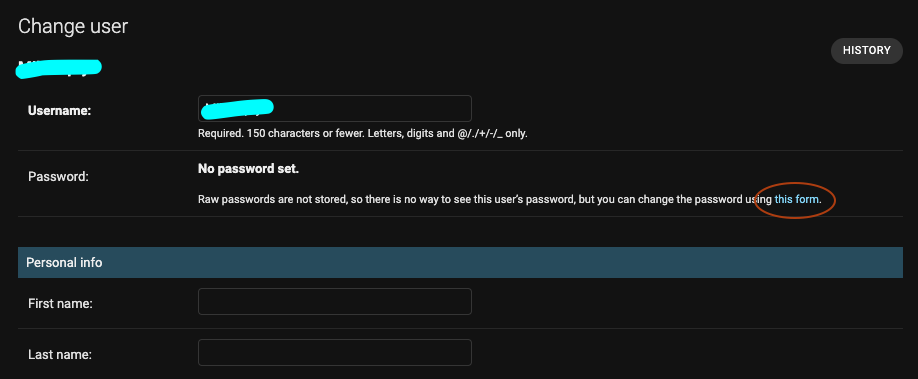 Change user
HISTORY
Username:
Required. 150 characters or fewer. Letters, digits and @/./+/-/_ only.
Password:
No password set.
Raw passwords are not stored, so there is no way to see this user's password, but you can change the password using this form.
Personal info
First name:
Last name: